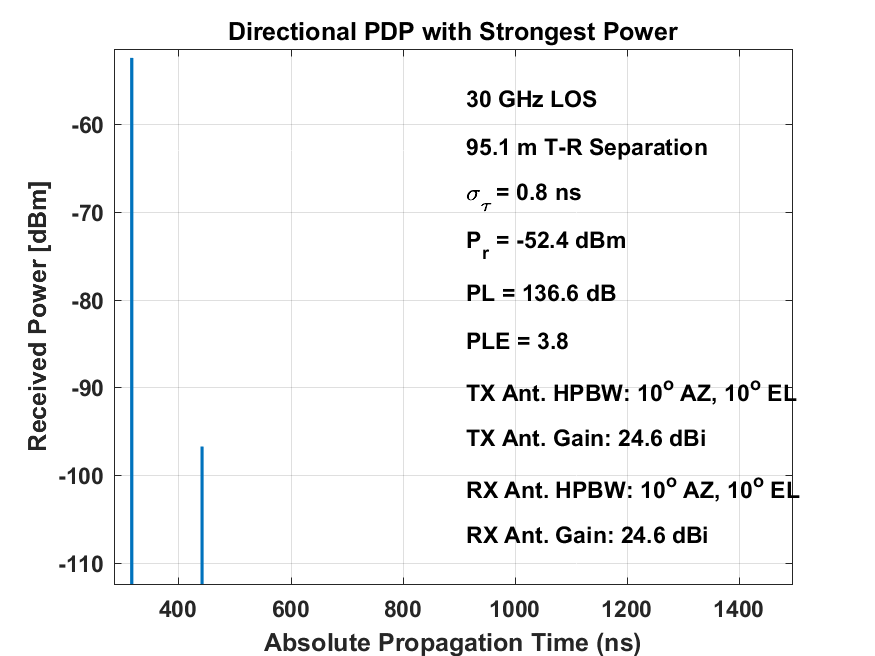 Directional PDP with Strongest Power
Received Power [dBm]
-60
-70
-80
-90
-100
-110
30 GHz LOS
95.1 m T-R Separation
σ_τ = 0.8 ns
P_r = -52.4 dBm
PL = 136.6 dB
PLE = 3.8
TX Ant. HPBW: 10° AZ, 10° EL
TX Ant. Gain: 24.6 dBi
RX Ant. HPBW: 10° AZ, 10° EL
RX Ant. Gain: 24.6 dBi
400 600 800 1000 1200 1400
Absolute Propagation Time (ns)